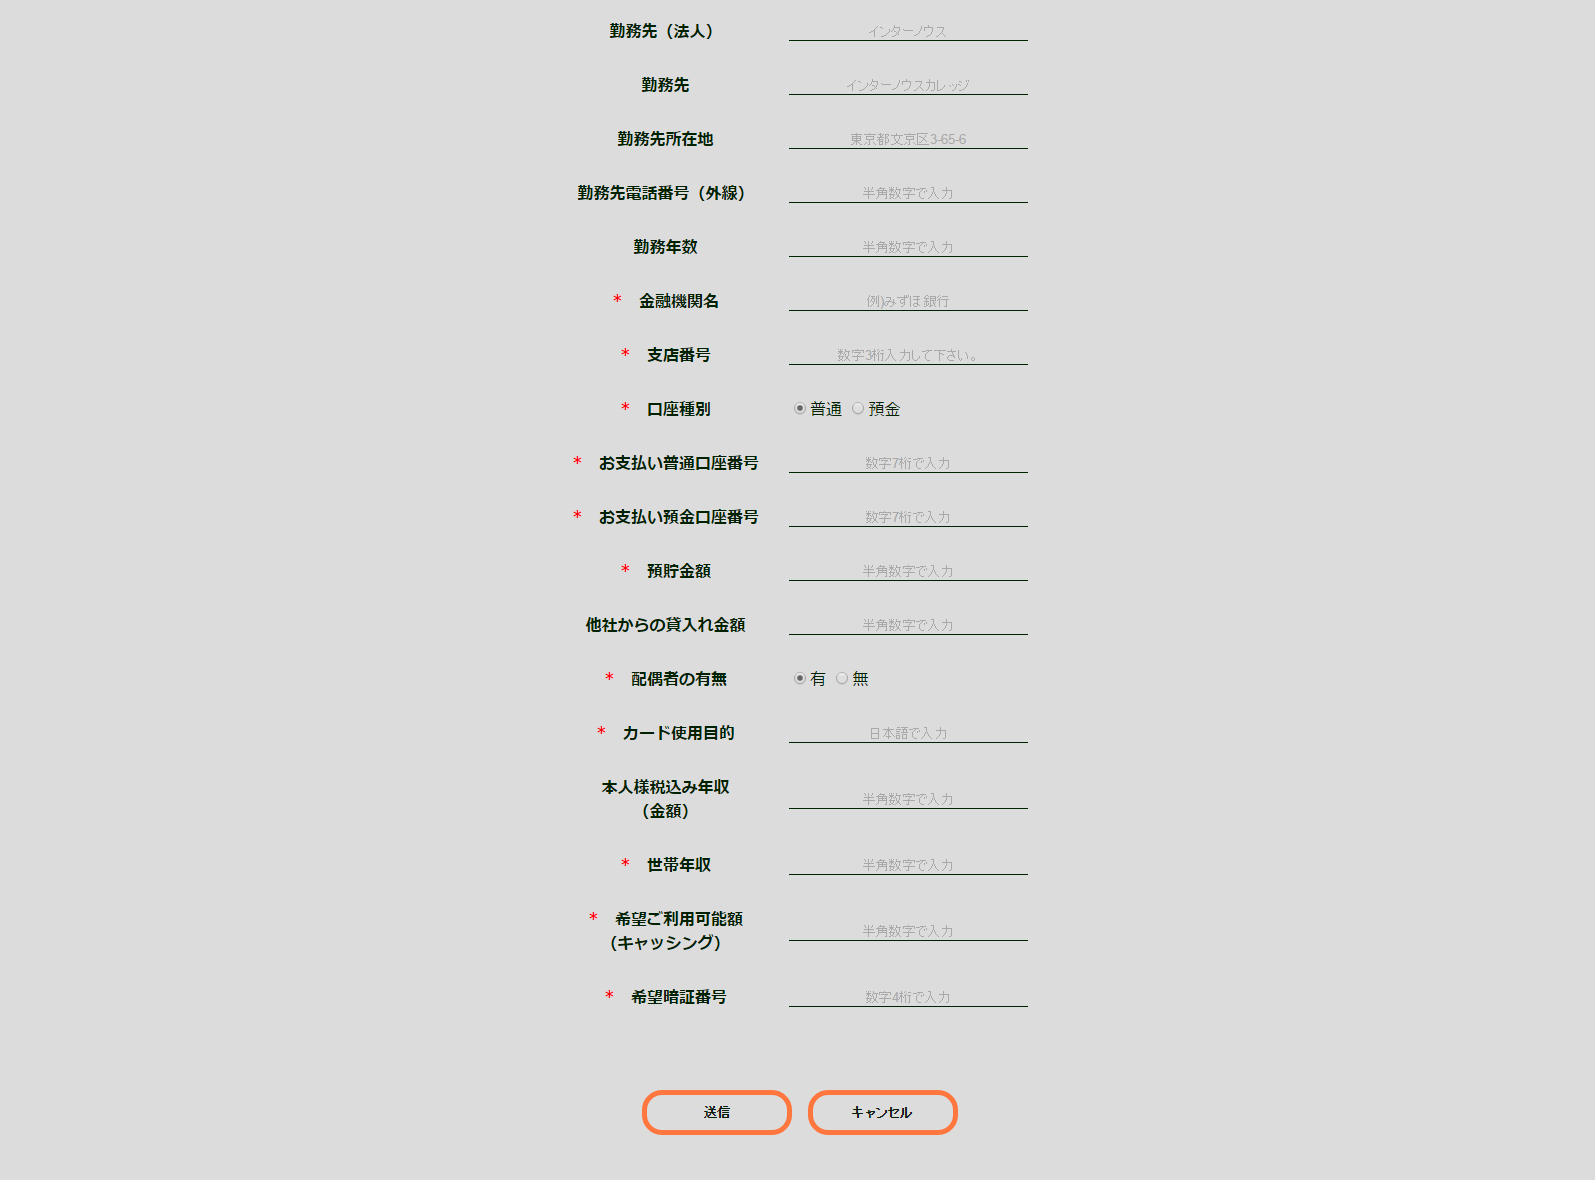 勤務先（法人） インターノウス
勤務先 インターノウスカレッジ
勤務先所在地 東京都文京区3-65-6
勤務先電話番号（外線） 半角数字で入力
勤務年数 半角数字で入力
* 金融機関名 例)みずほ銀行
* 支店番号 数字3桁入力して下さい。
* 口座種別 普通 預金
* お支払い普通口座番号 数字7桁で入力
* お支払い預金口座番号 数字7桁で入力
* 預貯金額 半角数字で入力
他社からの貸入れ金額 半角数字で入力
* 配偶者の有無 有 無
* カード使用目的 日本語で入力
本人様税込み年収
（金額） 半角数字で入力
* 世帯年収 半角数字で入力
* 希望ご利用可能額
（キャッシング） 半角数字で入力
* 希望暗証番号 数字4桁で入力
送信 キャンセル